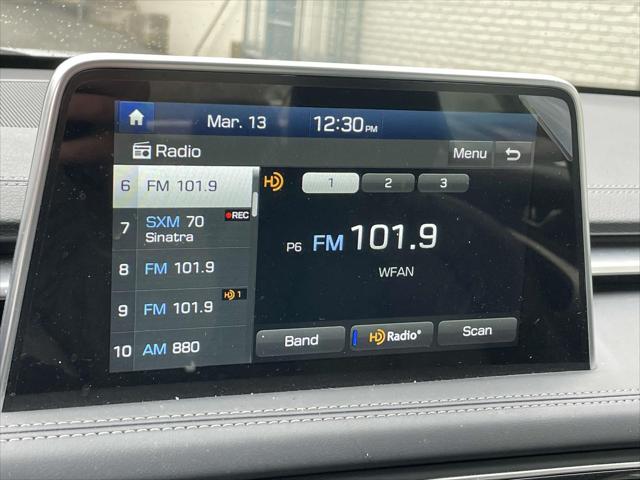 Mar. 13 12:30 PM
Radio Menu
6 FM 101.9
7 SXM 70 REC
Sinatra
8 FM 101.9
9 FM 101.9 HD 1
10 AM 880
HD 1 2 3
P6 FM 101.9
WFAN
Band HD Radio® Scan